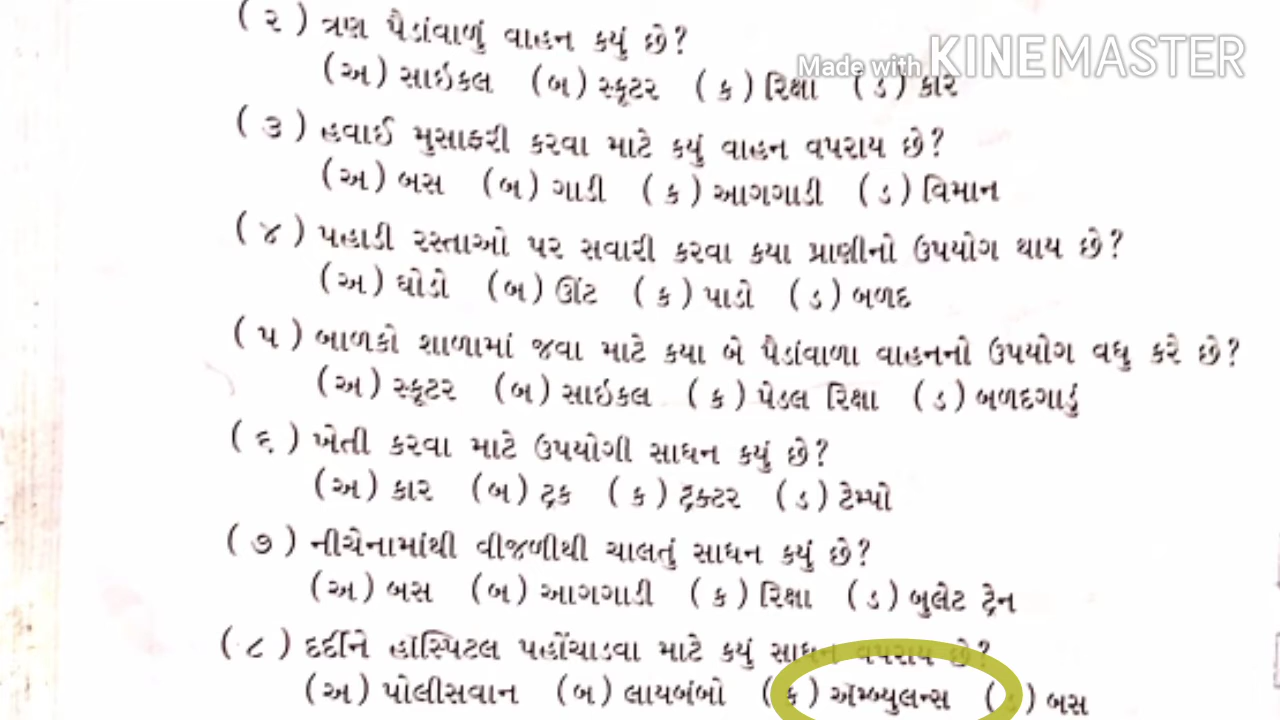 (૨) ત્રણ પૈડાંવાળું વાહન કયું છે?
Made with KINEMASTER
(અ) સાઇકલ (બ) સ્કૂટર (ક) રિક્ષા (ડ) કાર
(૩) હવાઈ મુસાફરી કરવા માટે કયું વાહન વપરાય છે?
(અ) બસ (બ) ગાડી (ક) આગગાડી (ડ) વિમાન
(૪) પહાડી રસ્તાઓ પર સવારી કરવા કયા પ્રાણીનો ઉપયોગ થાય છે?
(અ) ઘોડો (બ) ઊંટ (ક) પાડો (ડ) બળદ
(૫) બાળકો શાળામાં જવા માટે કયા બે પૈડાંવાળા વાહનનો ઉપયોગ વધુ કરે છે?
(અ) સ્કૂટર (બ) સાઇકલ (ક) પેડલ રિક્ષા (ડ) બળદગાડું
(૬) ખેતી કરવા માટે ઉપયોગી સાધન કયું છે?
(અ) કાર (બ) ટ્રક (ક) ટ્રૅક્ટર (ડ) ટેમ્પો
(૭) નીચેનામાંથી વીજળીથી ચાલતું સાધન કયું છે?
(અ) બસ (બ) આગગાડી (ક) રિક્ષા (ડ) બુલેટ ટ્રેન
(૮) દર્દીને હૉસ્પિટલ પહોંચાડવા માટે કયું સાધન વપરાય છે?
(અ) પોલીસવાન (બ) લાયબંબો (ક) ઍમ્બ્યુલન્સ (ડ) બસ